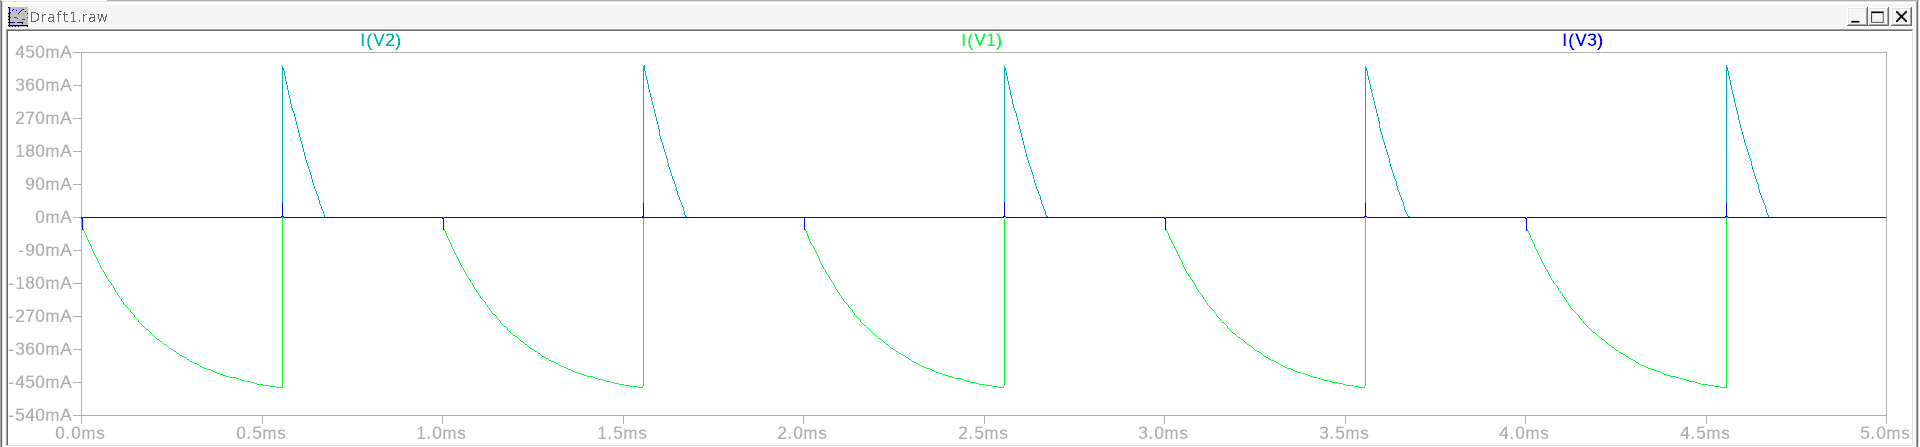 Draft1.raw
I(V2) I(V1) I(V3)
450mA
360mA
270mA
180mA
90mA
0mA
-90mA
-180mA
-270mA
-360mA
-450mA
-540mA
0.0ms 0.5ms 1.0ms 1.5ms 2.0ms 2.5ms 3.0ms 3.5ms 4.0ms 4.5ms 5.0ms